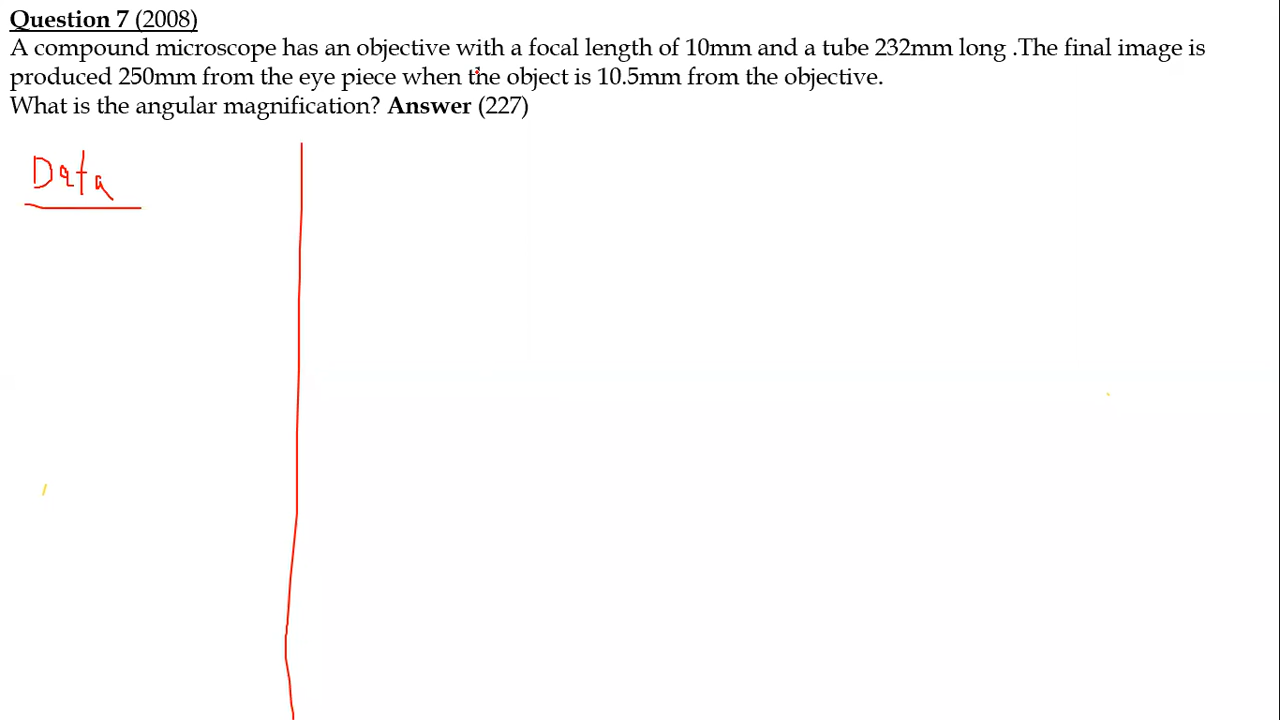 Question 7 (2008)
A compound microscope has an objective with a focal length of 10mm and a tube 232mm long .The final image is
produced 250mm from the eye piece when the object is 10.5mm from the objective.
What is the angular magnification? Answer (227)
Data